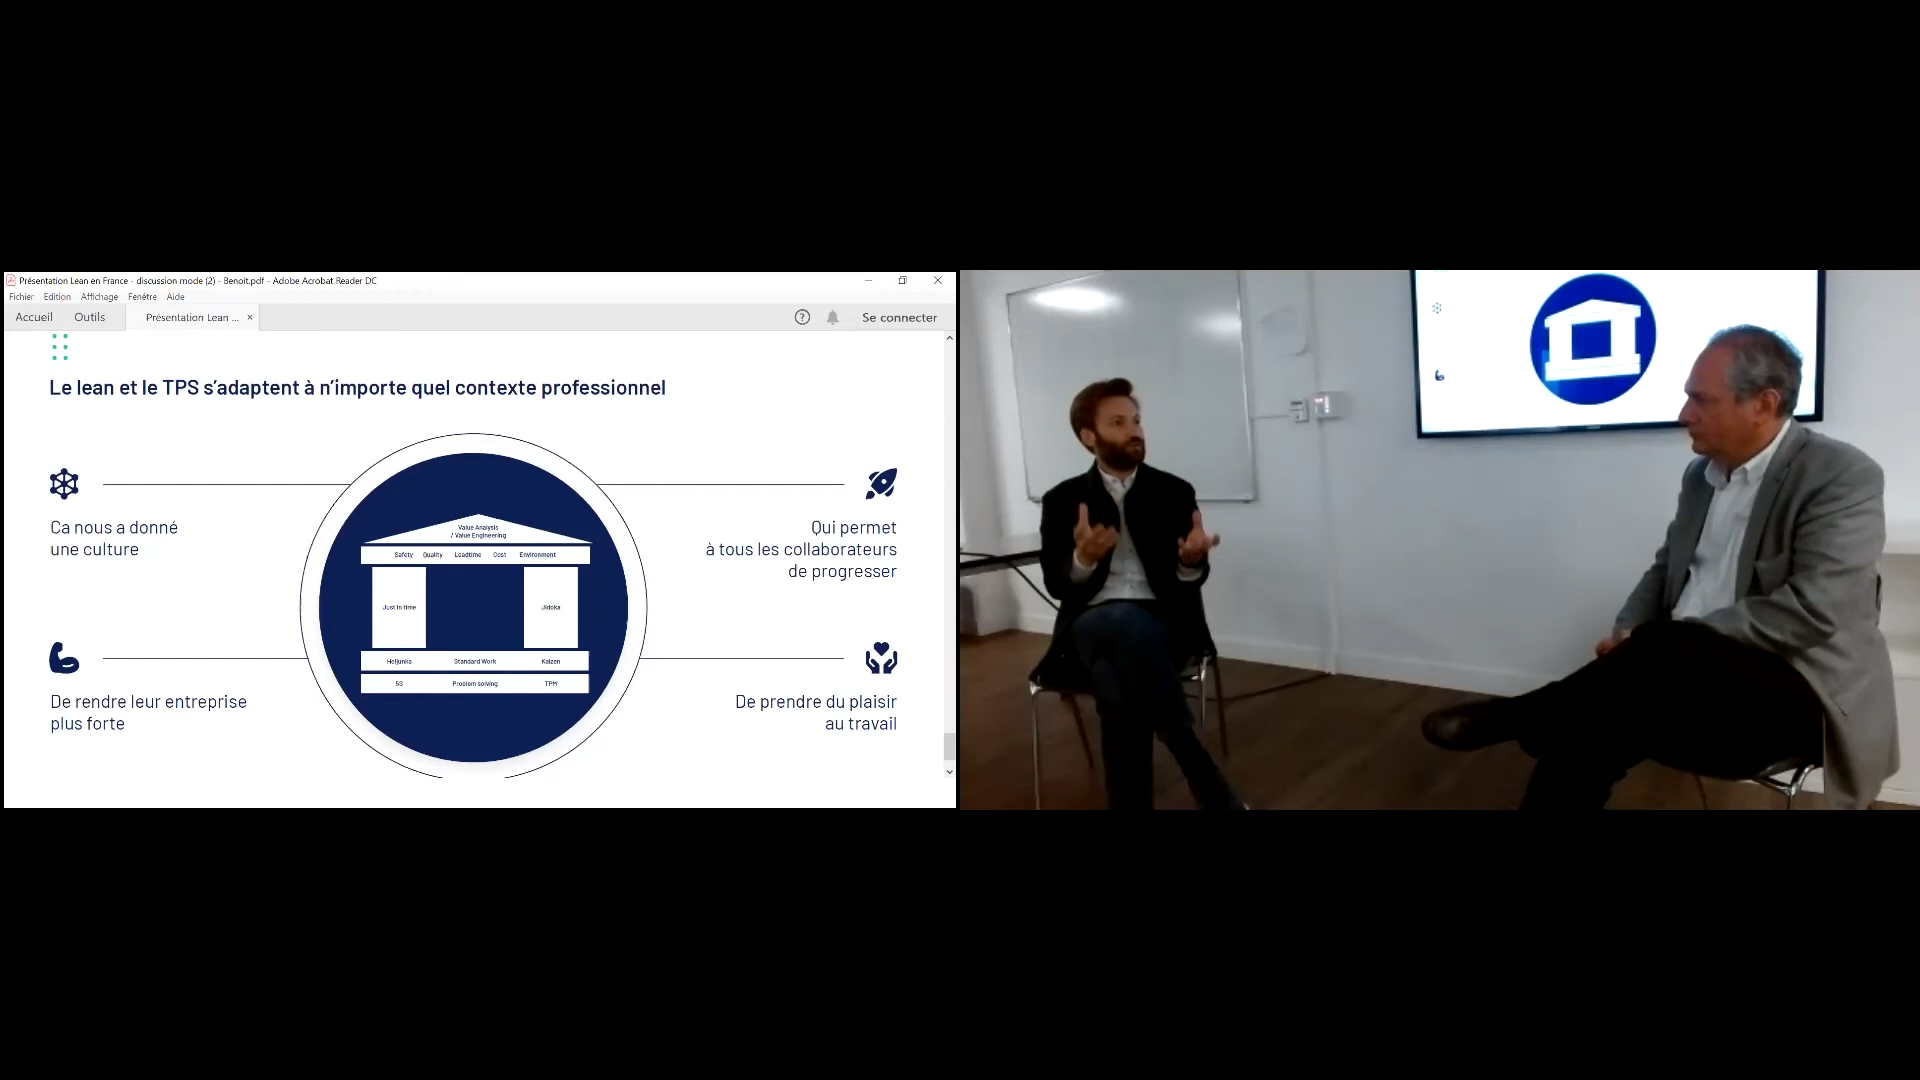 Présentation Lean en France - discussion mode (2) - Benoit.pdf - Adobe Acrobat Reader DC
Fichier Edition Affichage Fenêtre Aide
Accueil Outils Présentation Lean ... × Se connecter
Le lean et le TPS s’adaptent à n’importe quel contexte professionnel
Ca nous a donné
une culture
Qui permet
à tous les collaborateurs
de progresser
Value Analysis
/ Value Engineering
Safety Quality Leadtime Cost Environment
Just in time Jidoka
Heijunka Standard Work Kaizen
5S Problem solving TPM
De rendre leur entreprise
plus forte
De prendre du plaisir
au travail